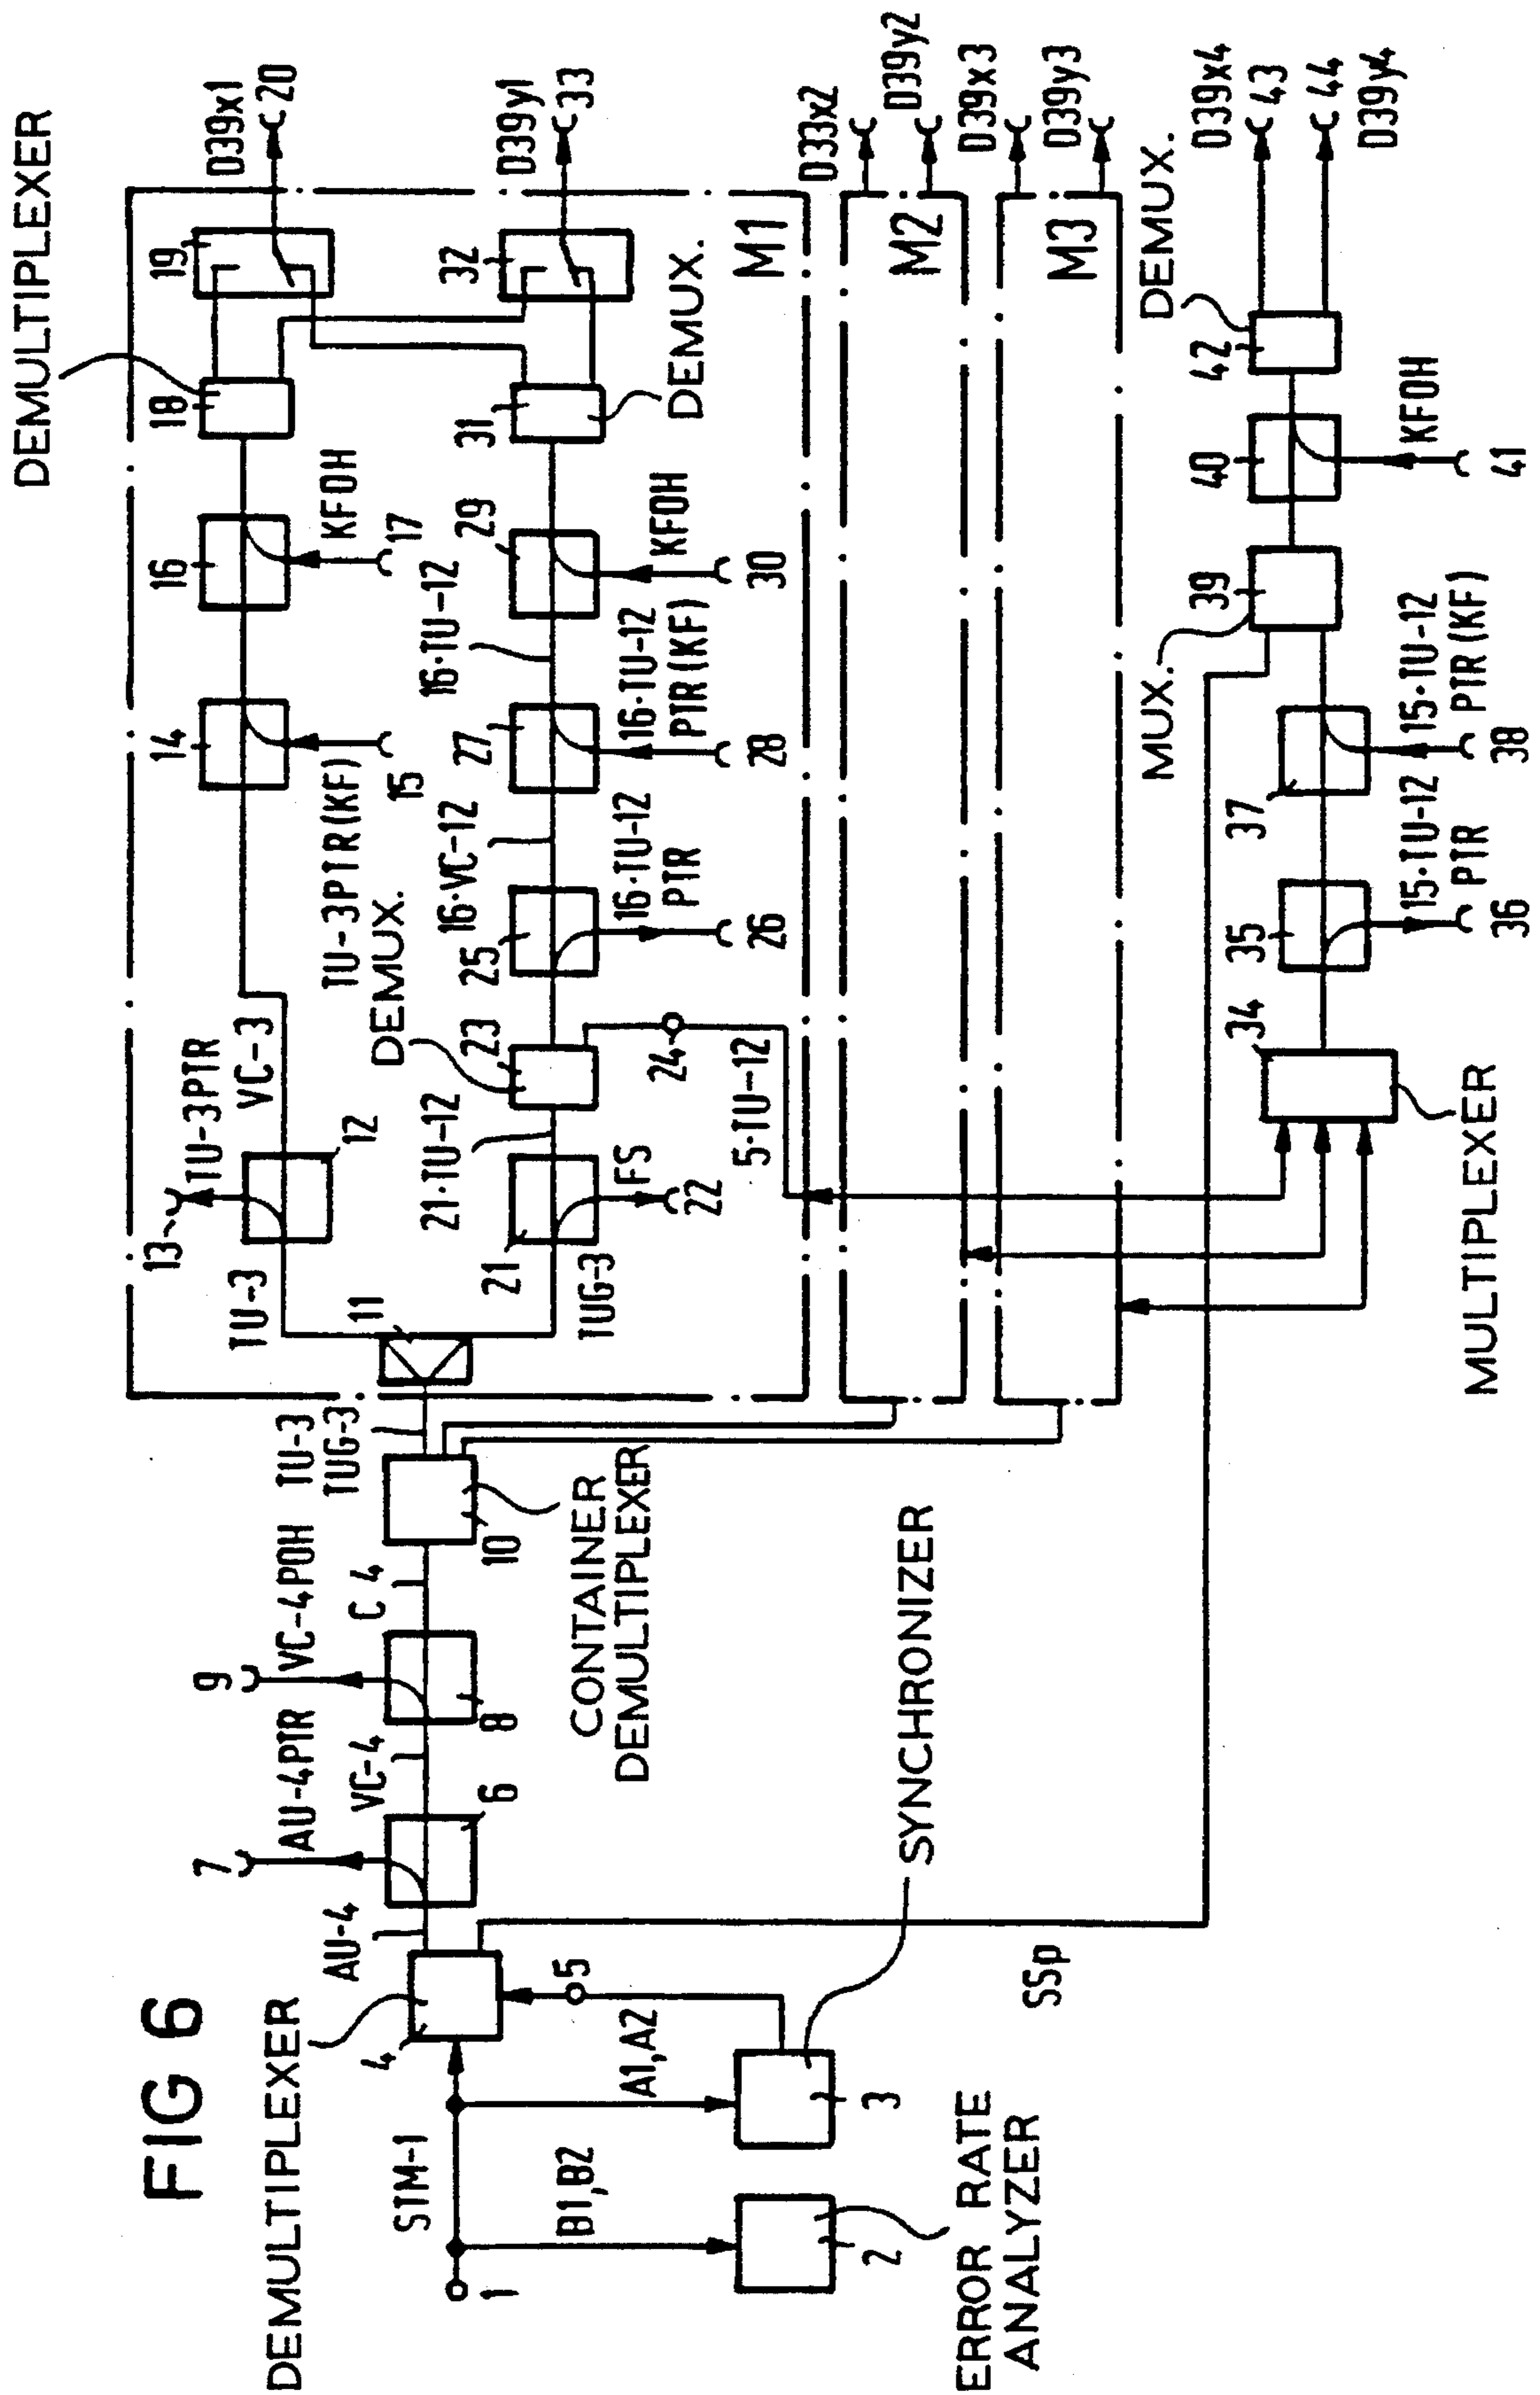 FIG 6
DEMULTIPLEXER
STM-1
1
B1,B2
A1,A2
2
ERROR RATE
ANALYZER
3
SYNCHRONIZER
4
5
SSp
AU-4
AU-4PTR
7
6
VC-4
VC-4POH
9
8
C 4
10
CONTAINER
DEMULTIPLEXER
TU-3
TUG-3
11
TU-3
13
TU-3PTR
12
VC-3
TU-3PTR(KF)
15
14
16
KFOH
17
DEMULTIPLEXER
18
19
D39x1
20
TUG-3
21
FS
22
21·TU-12
DEMUX.
23
24
5·TU-12
25
16·VC-12
16·TU-12
PTR
26
27
16·TU-12
16·TU-12
PTR(KF)
28
29
KFOH
30
31
DEMUX.
32
D39y1
33
M1
M2
D33x2
D39y2
M3
D39x3
D39y3
MULTIPLEXER
34
35
15·TU-12
PTR
36
37
15·TU-12
PTR(KF)
38
MUX.
39
40
KFOH
41
42
DEMUX.
D39x4
43
44
D39y4